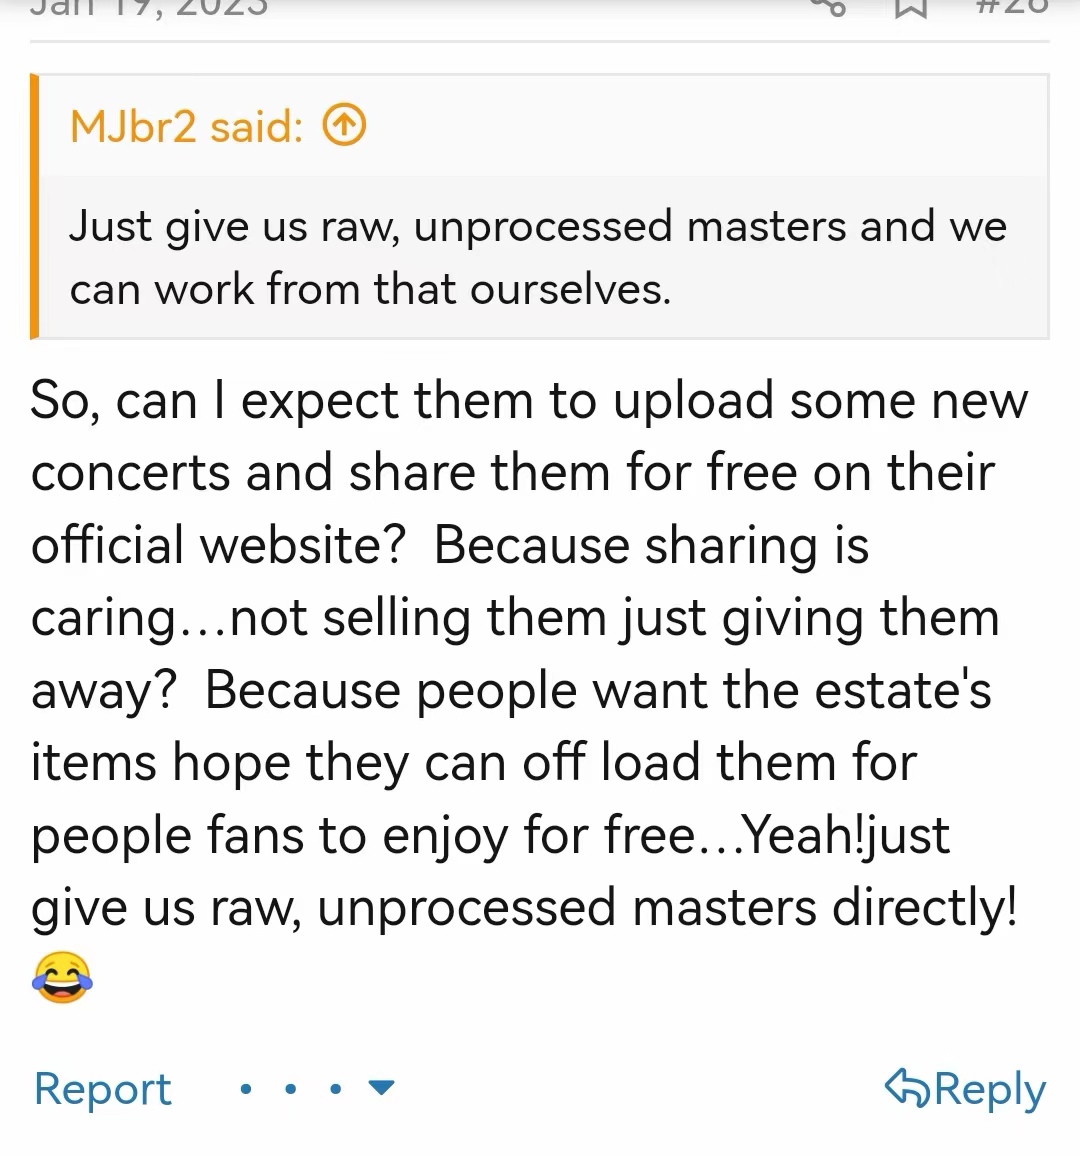 Jan 19, 2023
#28
MJbr2 said:
Just give us raw, unprocessed masters and we
can work from that ourselves.
So, can I expect them to upload some new
concerts and share them for free on their
official website?  Because sharing is
caring...not selling them just giving them
away?  Because people want the estate's
items hope they can off load them for
people fans to enjoy for free...Yeah!just
give us raw, unprocessed masters directly!
😂
Report
Reply